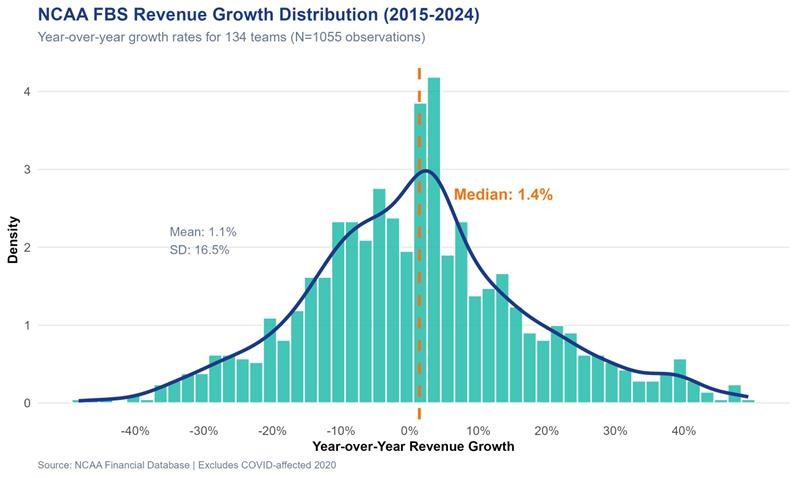 NCAA FBS Revenue Growth Distribution (2015-2024)
Year-over-year growth rates for 134 teams (N=1055 observations)
4
3
2
1
0
Density
Median: 1.4%
Mean: 1.1%
SD: 16.5%
-40% -30% -20% -10% 0% 10% 20% 30% 40%
Year-over-Year Revenue Growth
Source: NCAA Financial Database | Excludes COVID-affected 2020